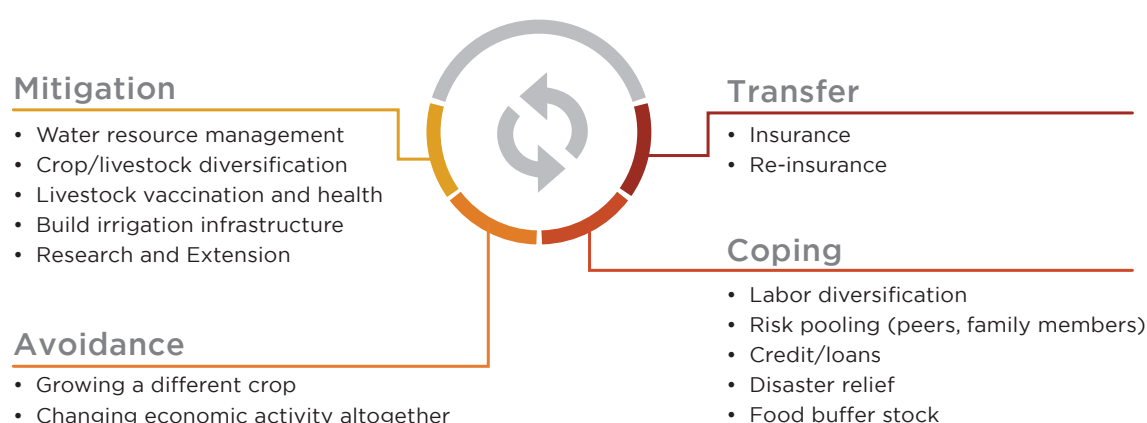 Mitigation
• Water resource management
• Crop/livestock diversification
• Livestock vaccination and health
• Build irrigation infrastructure
• Research and Extension
Avoidance
• Growing a different crop
• Changing economic activity altogether
Transfer
• Insurance
• Re-insurance
Coping
• Labor diversification
• Risk pooling (peers, family members)
• Credit/loans
• Disaster relief
• Food buffer stock